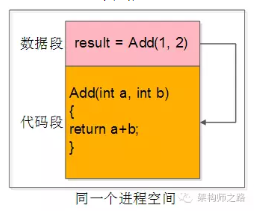 数据段
result = Add(1, 2)
代码段
Add(int a, int b)
{
return a+b;
}
同一个进程空间
架构师之路